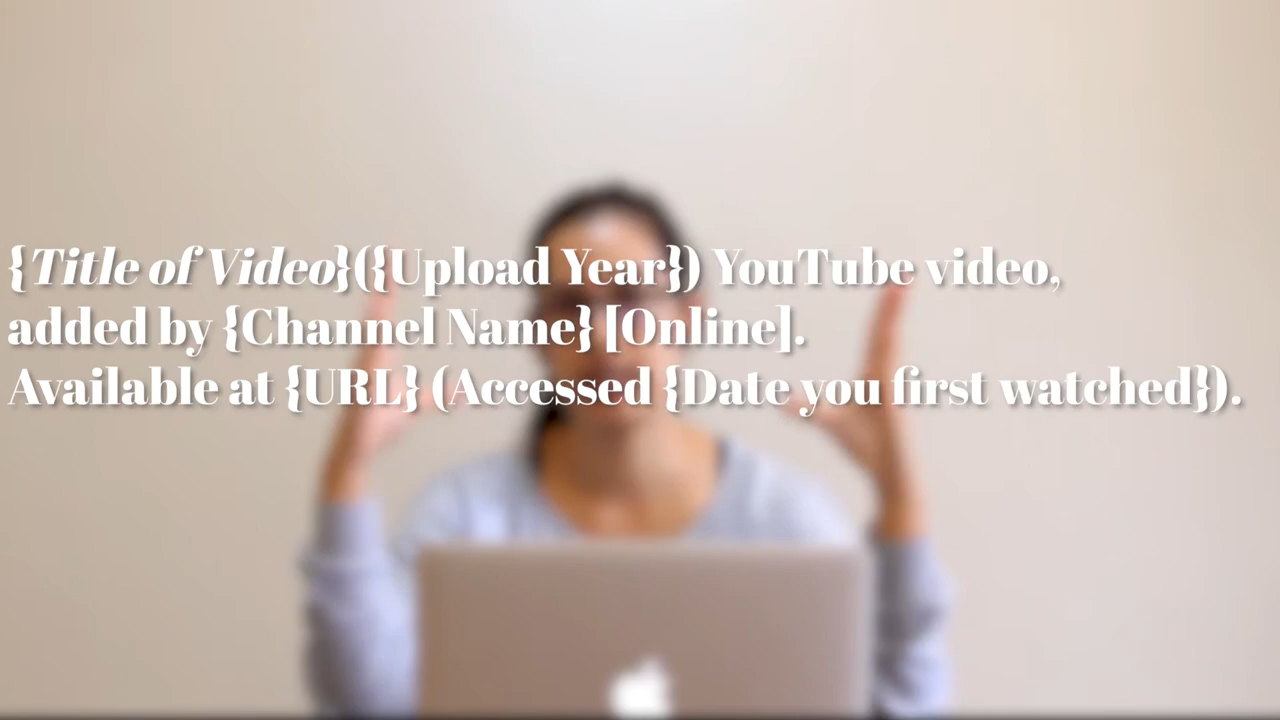 {Title of Video}({Upload Year}) YouTube video,
added by {Channel Name} [Online].
Available at {URL} (Accessed {Date you first watched}).